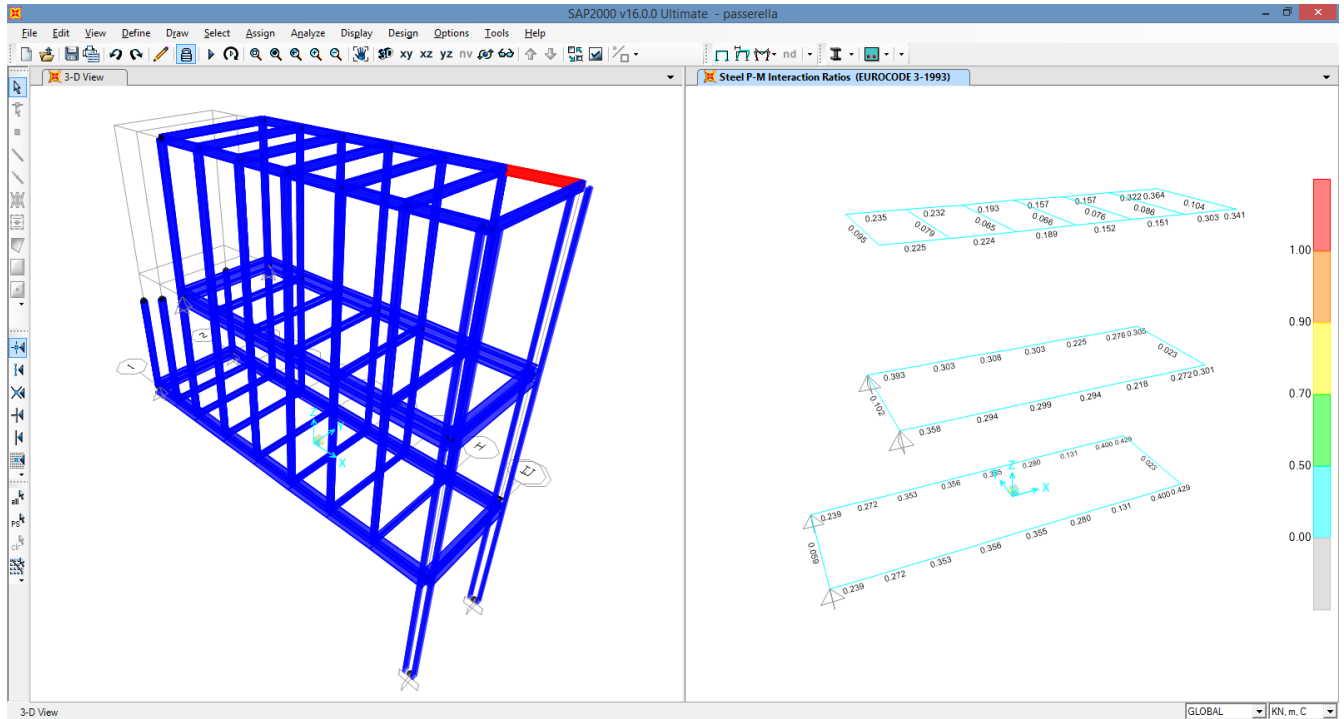 SAP2000 v16.0.0 Ultimate - passerella
File Edit View Define Draw Select Assign Analyze Display Design Options Tools Help
3D xy xz yz nv nd
3-D View
Steel P-M Interaction Ratios (EUROCODE 3-1993)
all
PS
clr
1
2
H
Z
Y
X
0.235 0.232 0.193 0.157 0.157 0.322 0.364
0.095 0.079 0.065 0.066 0.076 0.086 0.104
0.225 0.224 0.189 0.152 0.151 0.303 0.341
0.393 0.303 0.308 0.303 0.225 0.276 0.305
0.102 0.023
0.358 0.294 0.299 0.294 0.218 0.272 0.301
0.239 0.272 0.353 0.356 0.355 0.280 0.131 0.400 0.429
0.059 0.023
0.239 0.272 0.353 0.356 0.355 0.280 0.131 0.400 0.429
Z
Y
X
1.00
0.90
0.70
0.50
0.00
3-D View
GLOBAL
KN, m, C